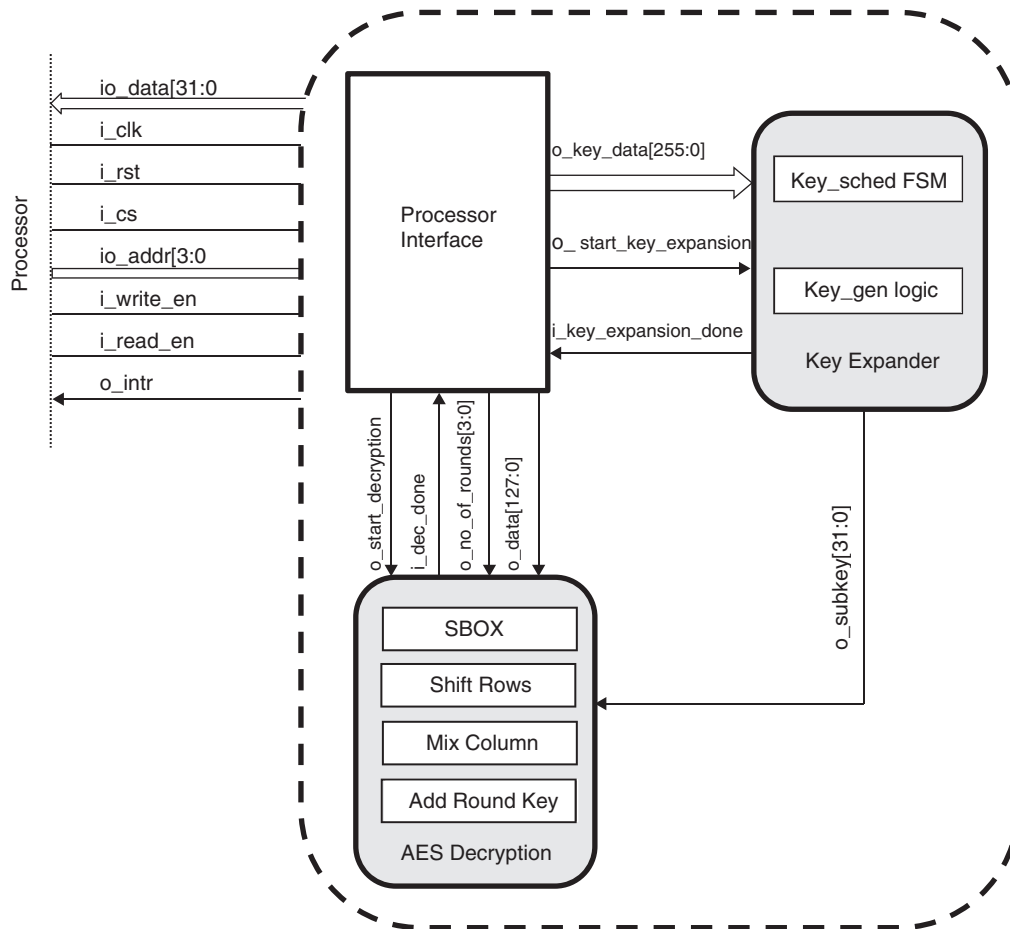 Processor
io_data[31:0
i_clk
i_rst
i_cs
io_addr[3:0
i_write_en
i_read_en
o_intr
Processor
Interface
o_key_data[255:0]
o_ start_key_expansion
i_key_expansion_done
Key_sched FSM
Key_gen logic
Key Expander
o_start_decryption
i_dec_done
o_no_of_rounds[3:0]
o_data[127:0]
o_subkey[31:0]
SBOX
Shift Rows
Mix Column
Add Round Key
AES Decryption